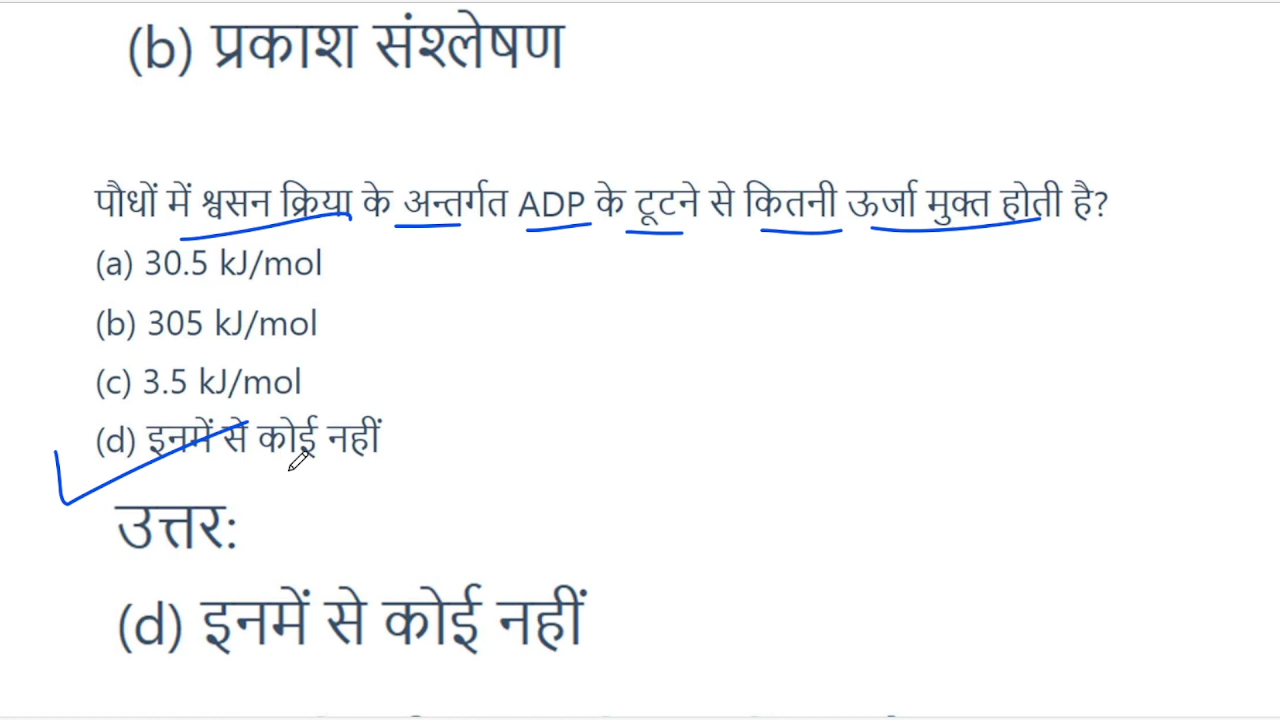 (b) प्रकाश संश्लेषण
पौधों में श्वसन क्रिया के अन्तर्गत ADP के टूटने से कितनी ऊर्जा मुक्त होती है?
(a) 30.5 kJ/mol
(b) 305 kJ/mol
(c) 3.5 kJ/mol
(d) इनमें से कोई नहीं
उत्तर:
(d) इनमें से कोई नहीं